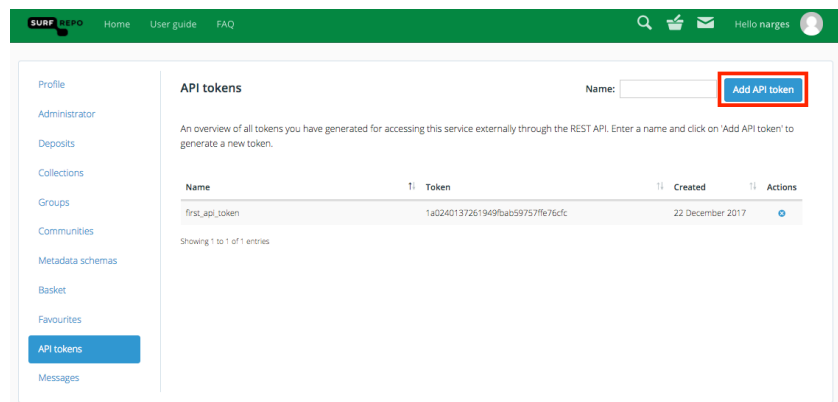 SURF REPO Home User guide FAQ Hello narges
Profile
Administrator
Deposits
Collections
Groups
Communities
Metadata schemas
Basket
Favourites
API tokens
Messages
API tokens Name: Add API token
An overview of all tokens you have generated for accessing this service externally through the REST API. Enter a name and click on 'Add API token' to
generate a new token.
Name Token Created Actions
first_api_token 1a0240137261949fbab59757ffe76cfc 22 December 2017
Showing 1 to 1 of 1 entries